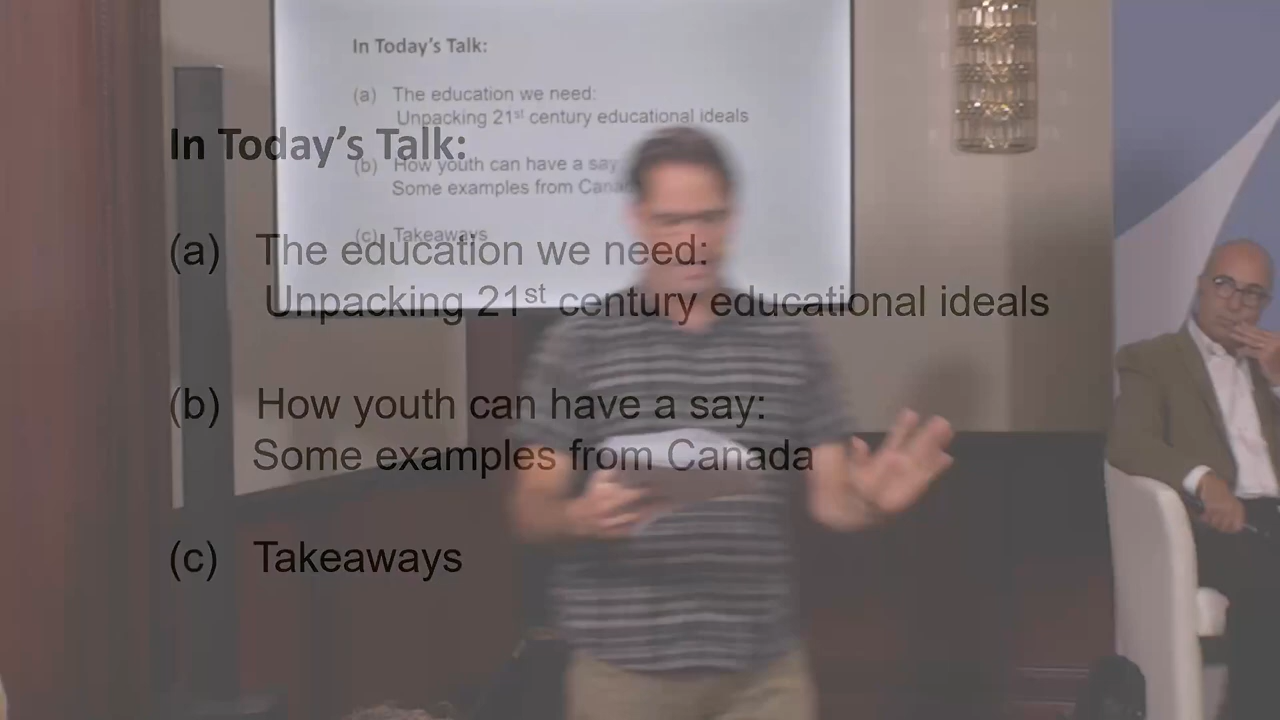 In Today's Talk:
(a) The education we need:
Unpacking 21st century educational ideals
(b) How youth can have a say
Some examples from Cana
(c) Takeaways
In Today's Talk:
(a) The education we need:
Unpacking 21st century educational ideals
(b) How youth can have a say:
Some examples from Canada
(c) Takeaways